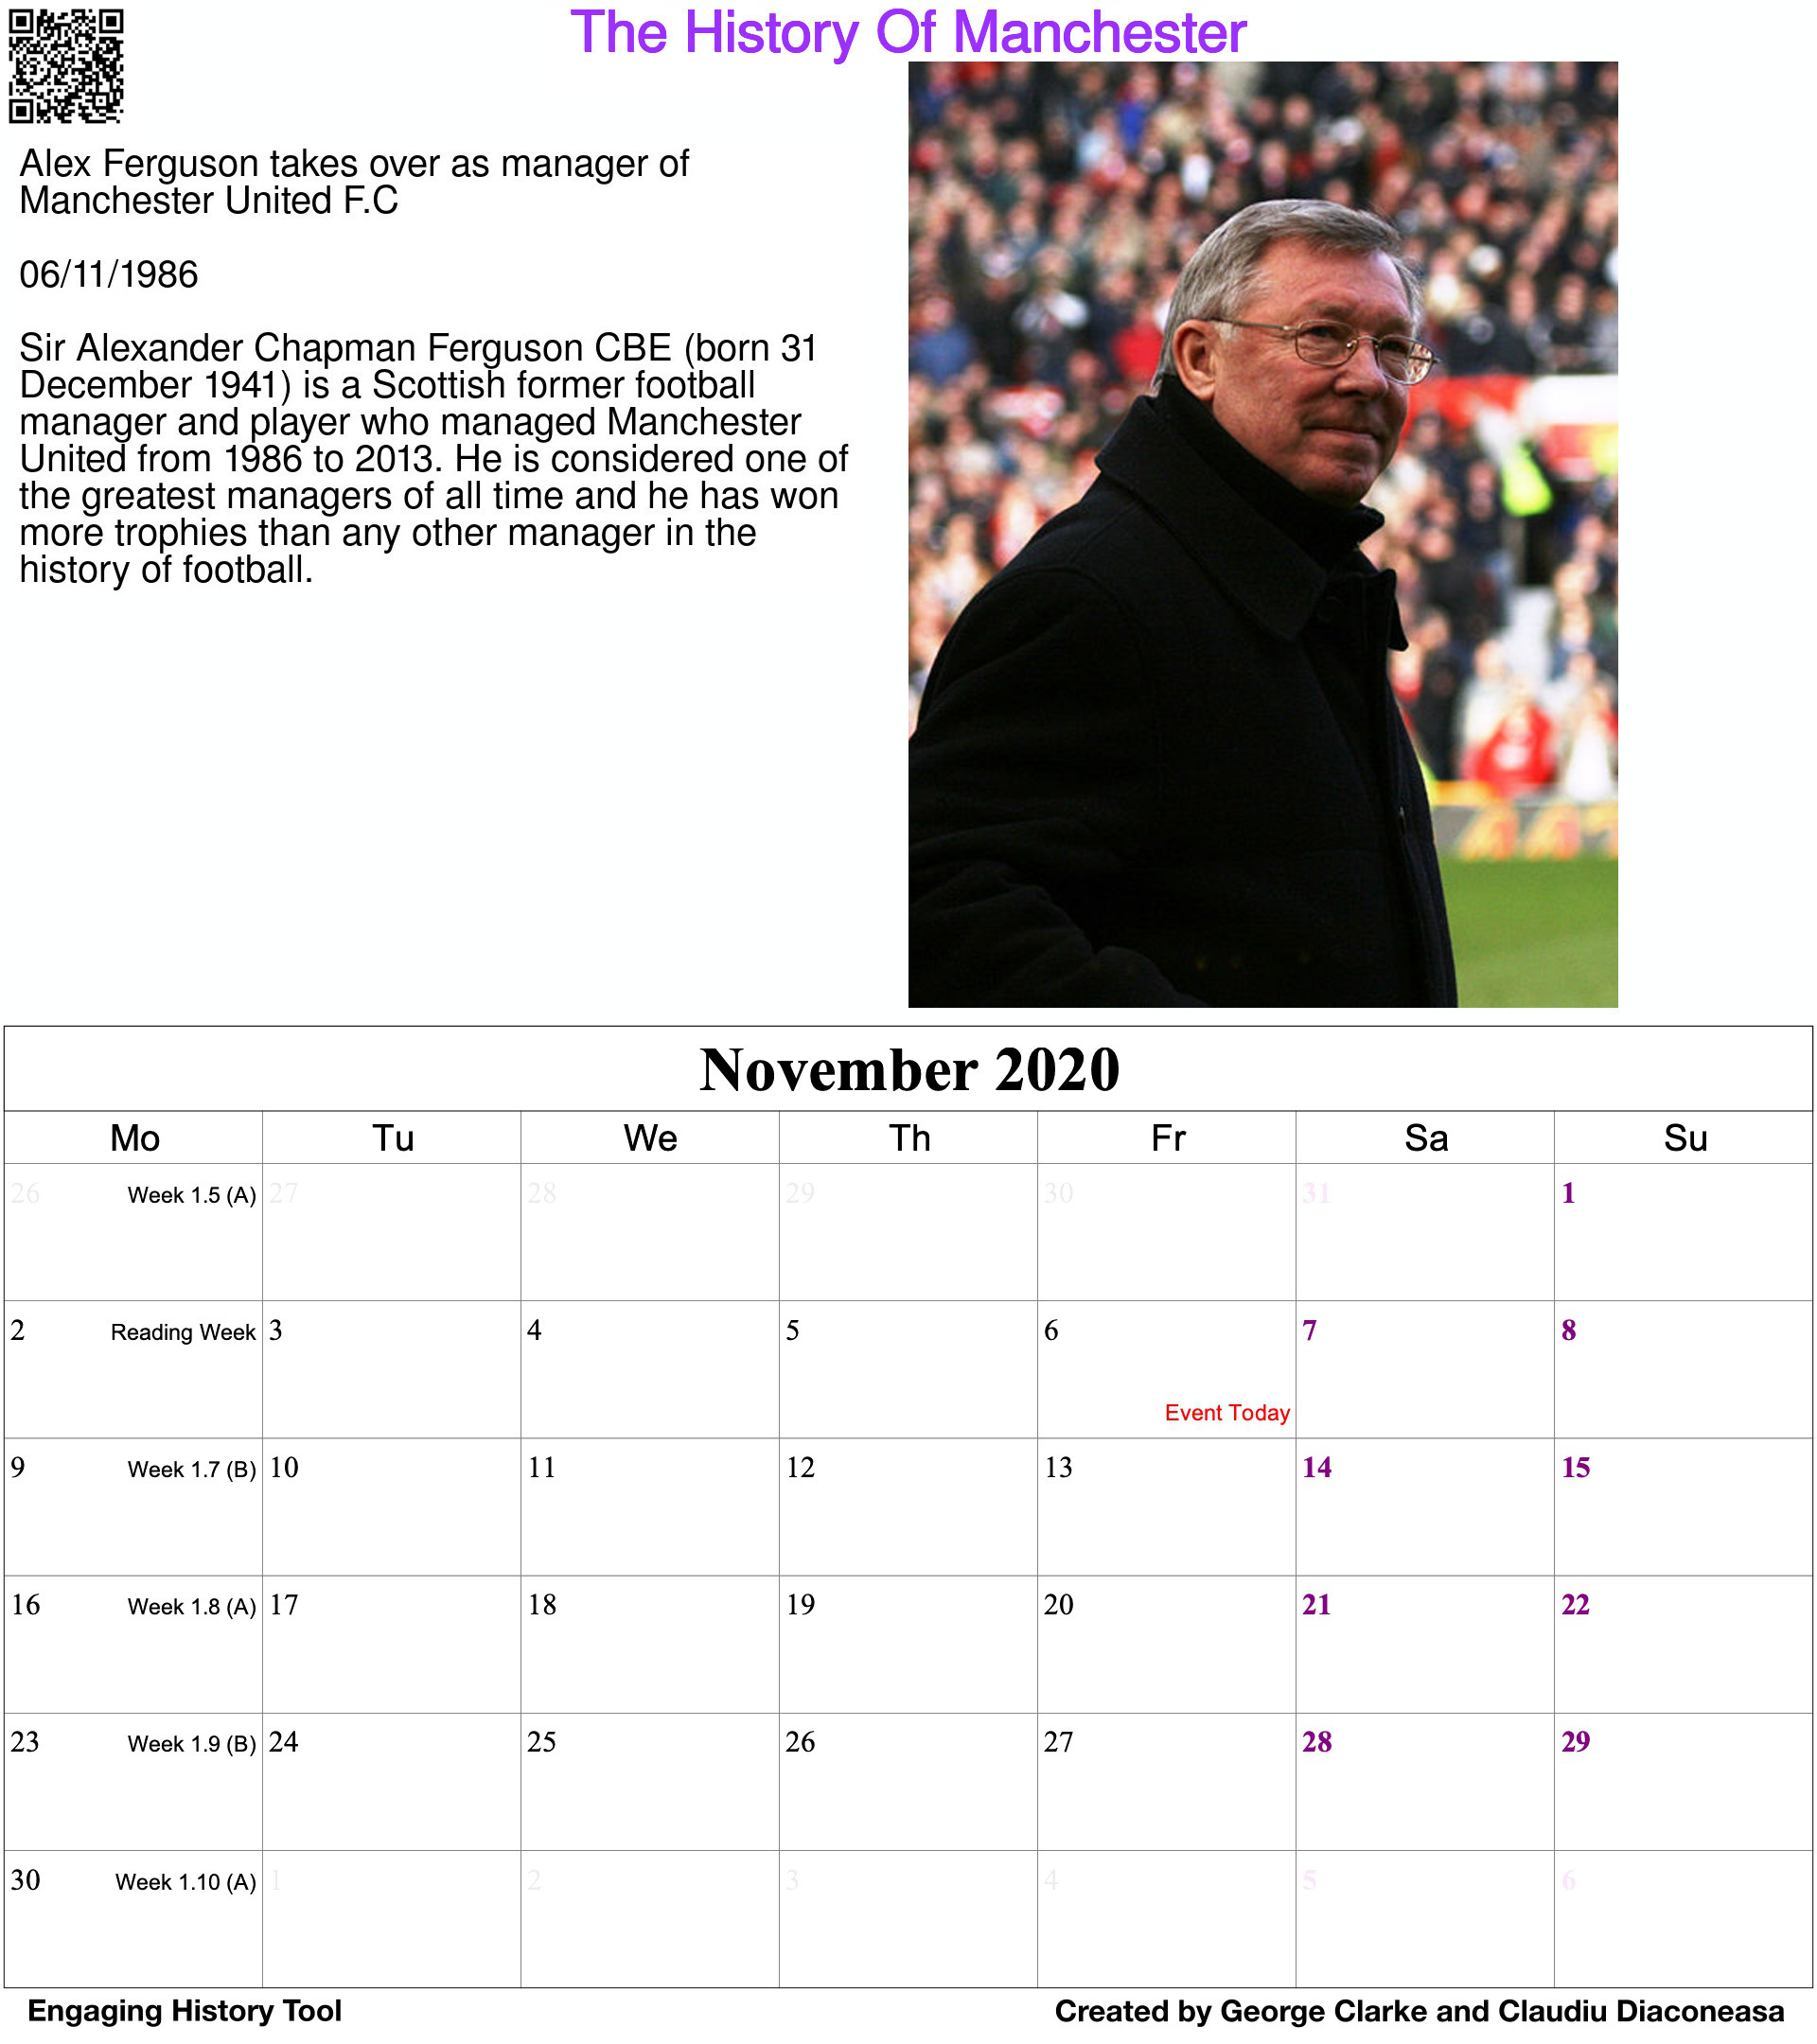 The History Of Manchester
Alex Ferguson takes over as manager of
Manchester United F.C
06/11/1986
Sir Alexander Chapman Ferguson CBE (born 31
December 1941) is a Scottish former football
manager and player who managed Manchester
United from 1986 to 2013. He is considered one of
the greatest managers of all time and he has won
more trophies than any other manager in the
history of football.
November 2020
Mo Tu We Th Fr Sa Su
26 Week 1.5 (A) 27 28 29 30 31 1
2 Reading Week 3 4 5 6 7 8
Event Today
9 Week 1.7 (B) 10 11 12 13 14 15
16 Week 1.8 (A) 17 18 19 20 21 22
23 Week 1.9 (B) 24 25 26 27 28 29
30 Week 1.10 (A) 1 2 3 4 5 6
Engaging History Tool Created by George Clarke and Claudiu Diaconeasa